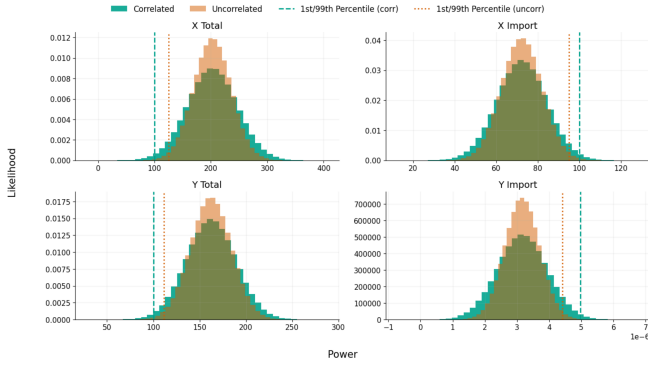 Correlated Uncorrelated 1st/99th Percentile (corr) 1st/99th Percentile (uncorr)
X Total
0.012
0.010
0.008
0.006
0.004
0.002
0.000
0 100 200 300 400
X Import
0.04
0.03
0.02
0.01
0.00
20 40 60 80 100 120
Likelihood
Y Total
0.0175
0.0150
0.0125
0.0100
0.0075
0.0050
0.0025
0.0000
50 100 150 200 250 300
Y Import
700000
600000
500000
400000
300000
200000
100000
0
−1 0 1 2 3 4 5 6 7
Power